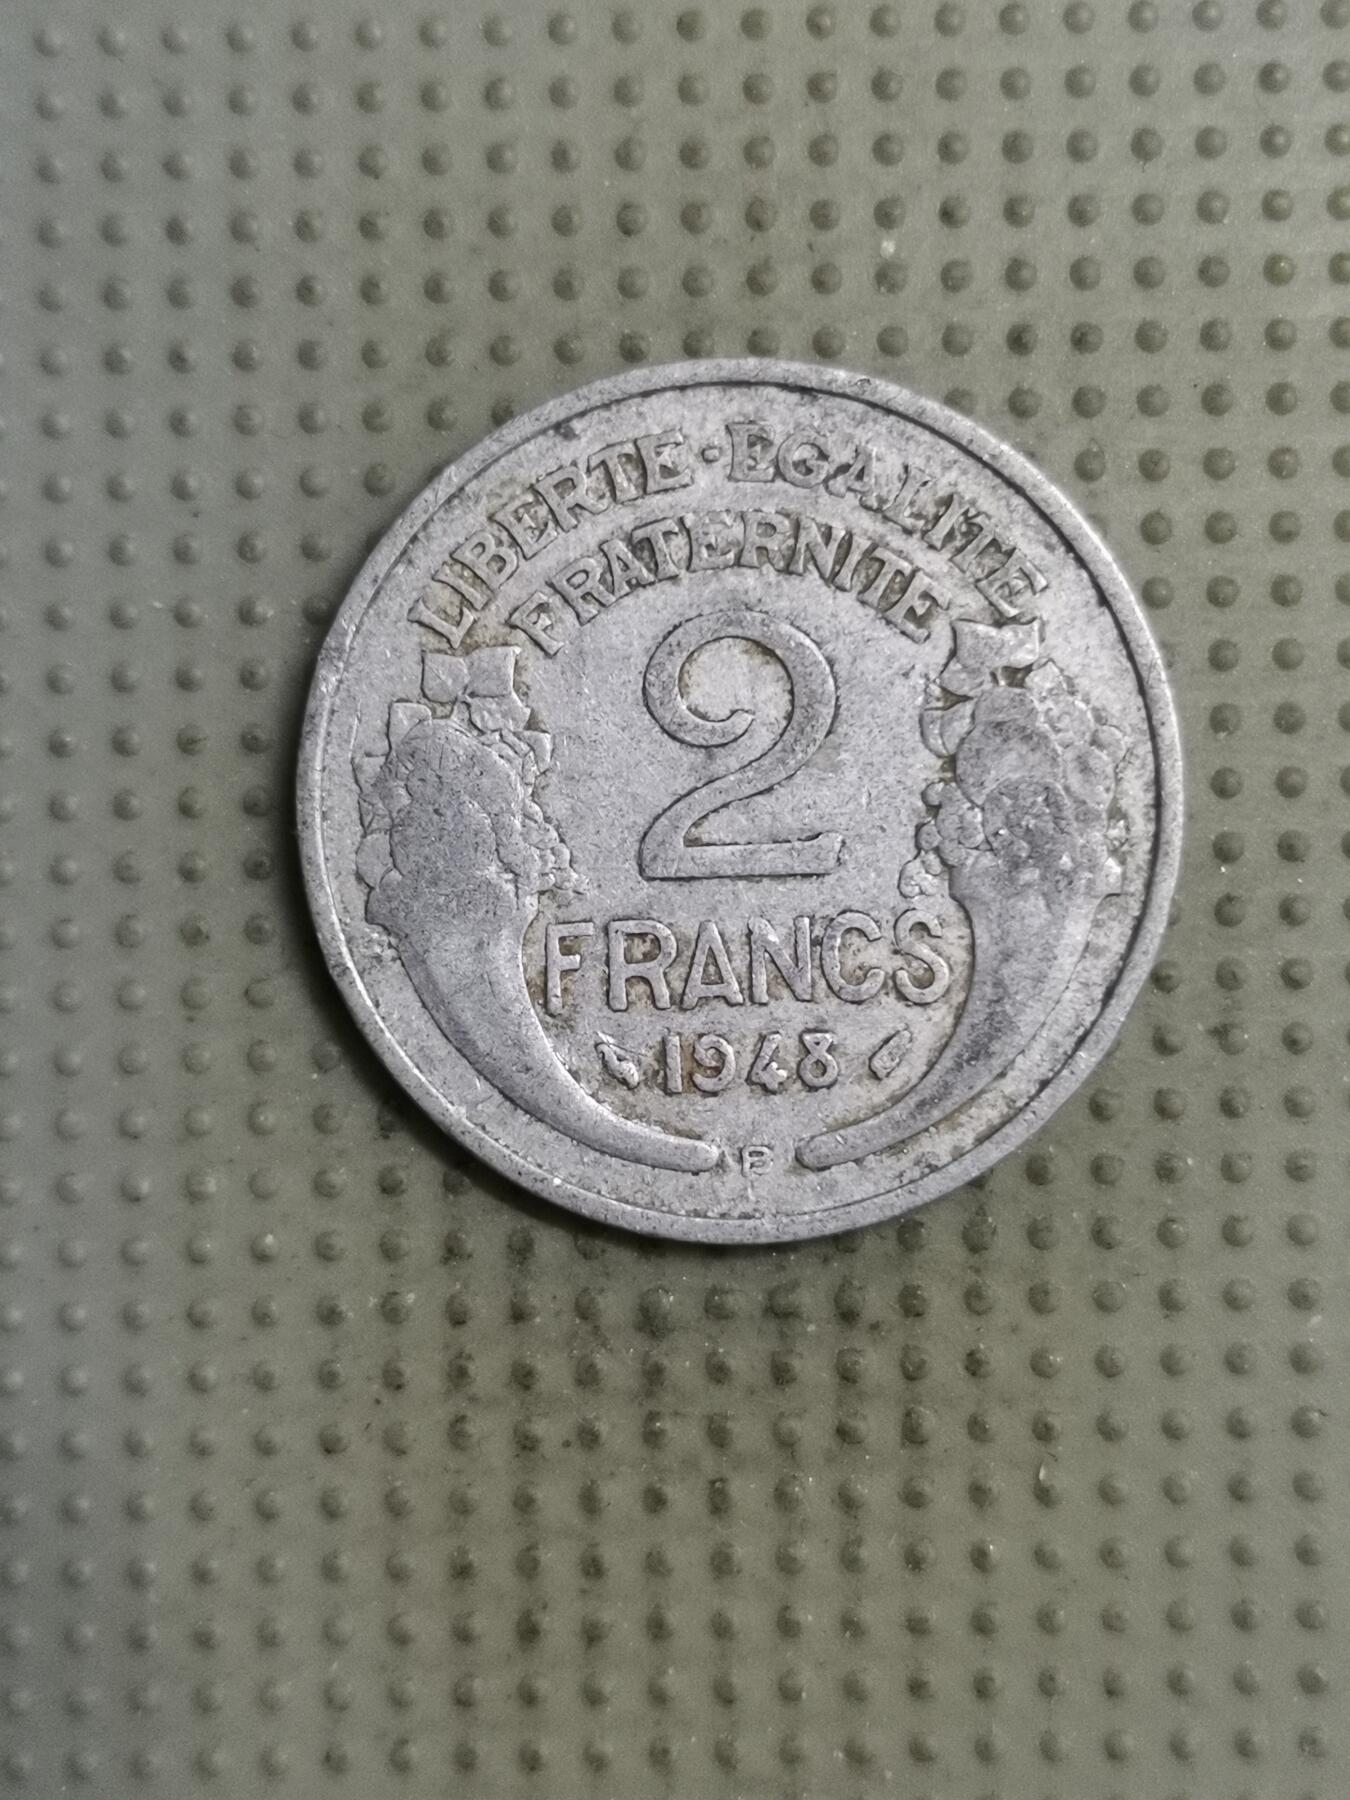 LIBERTE·EGALITE
FRATERNITE
2
FRANCS
1948
B